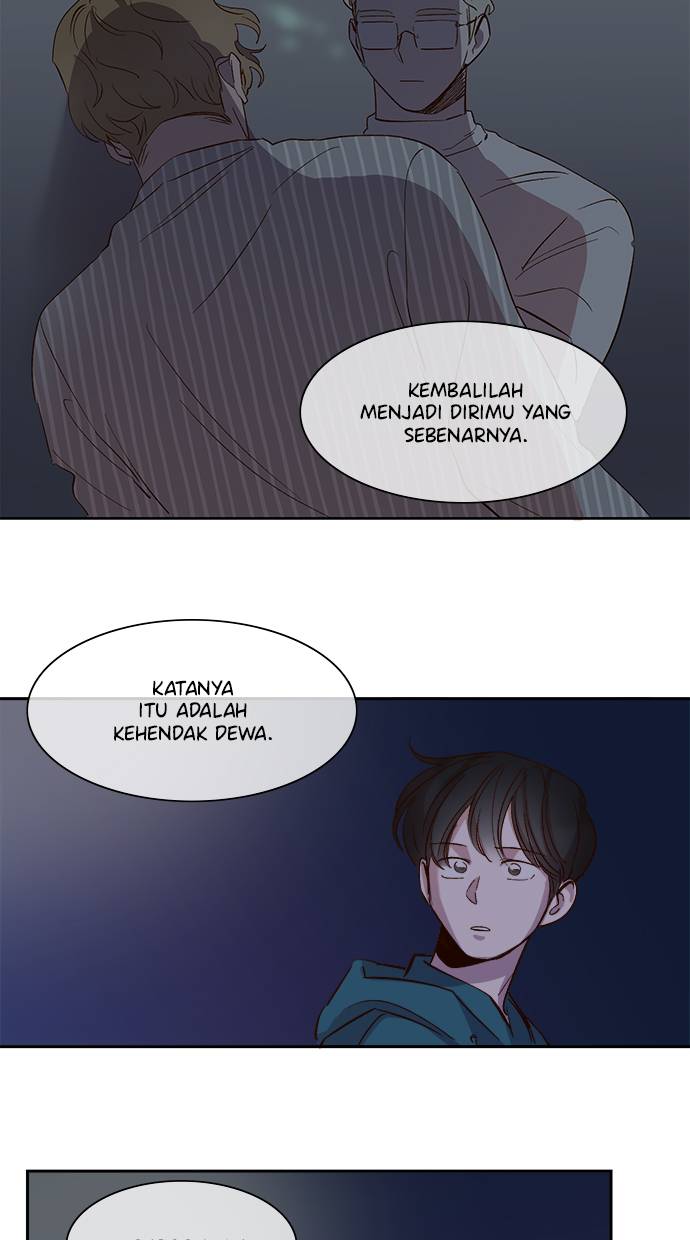 KEMBALILAH
MENJADI DIRIMU YANG
SEBENARNYA.
KATANYA
ITU ADALAH
KEHENDAK DEWA.